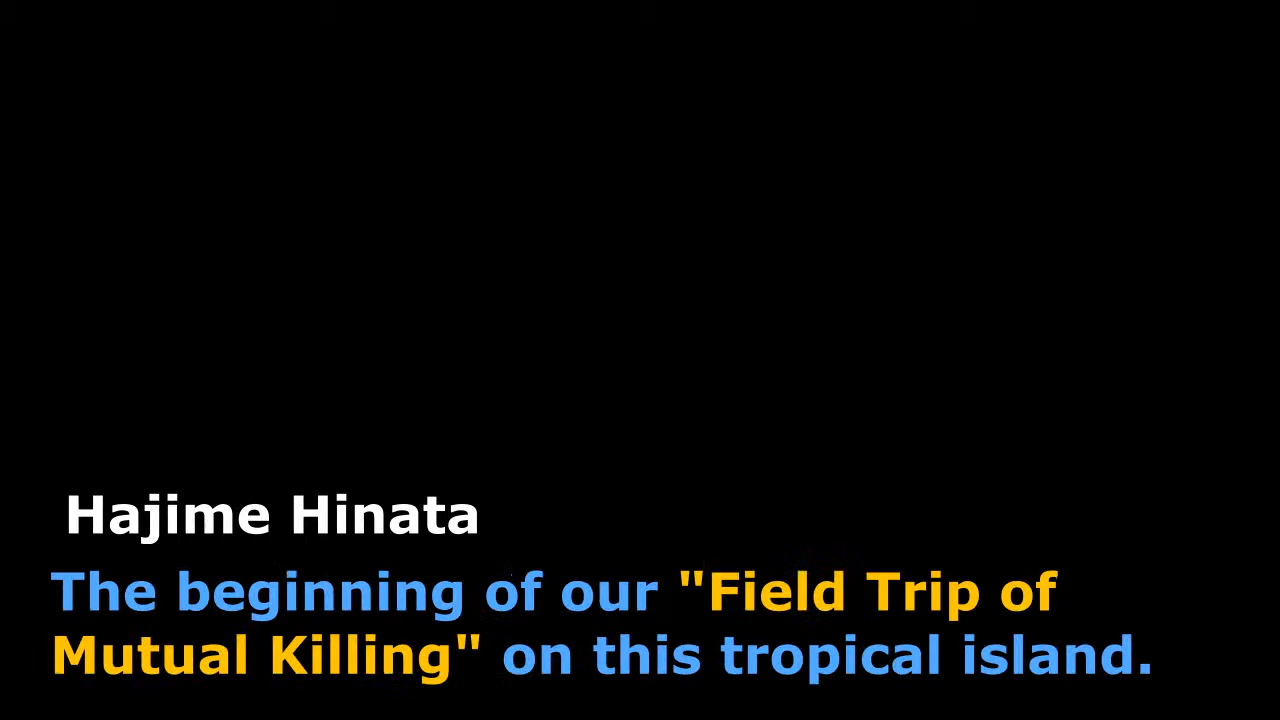 Hajime Hinata
The beginning of our "Field Trip of
Mutual Killing" on this tropical island.